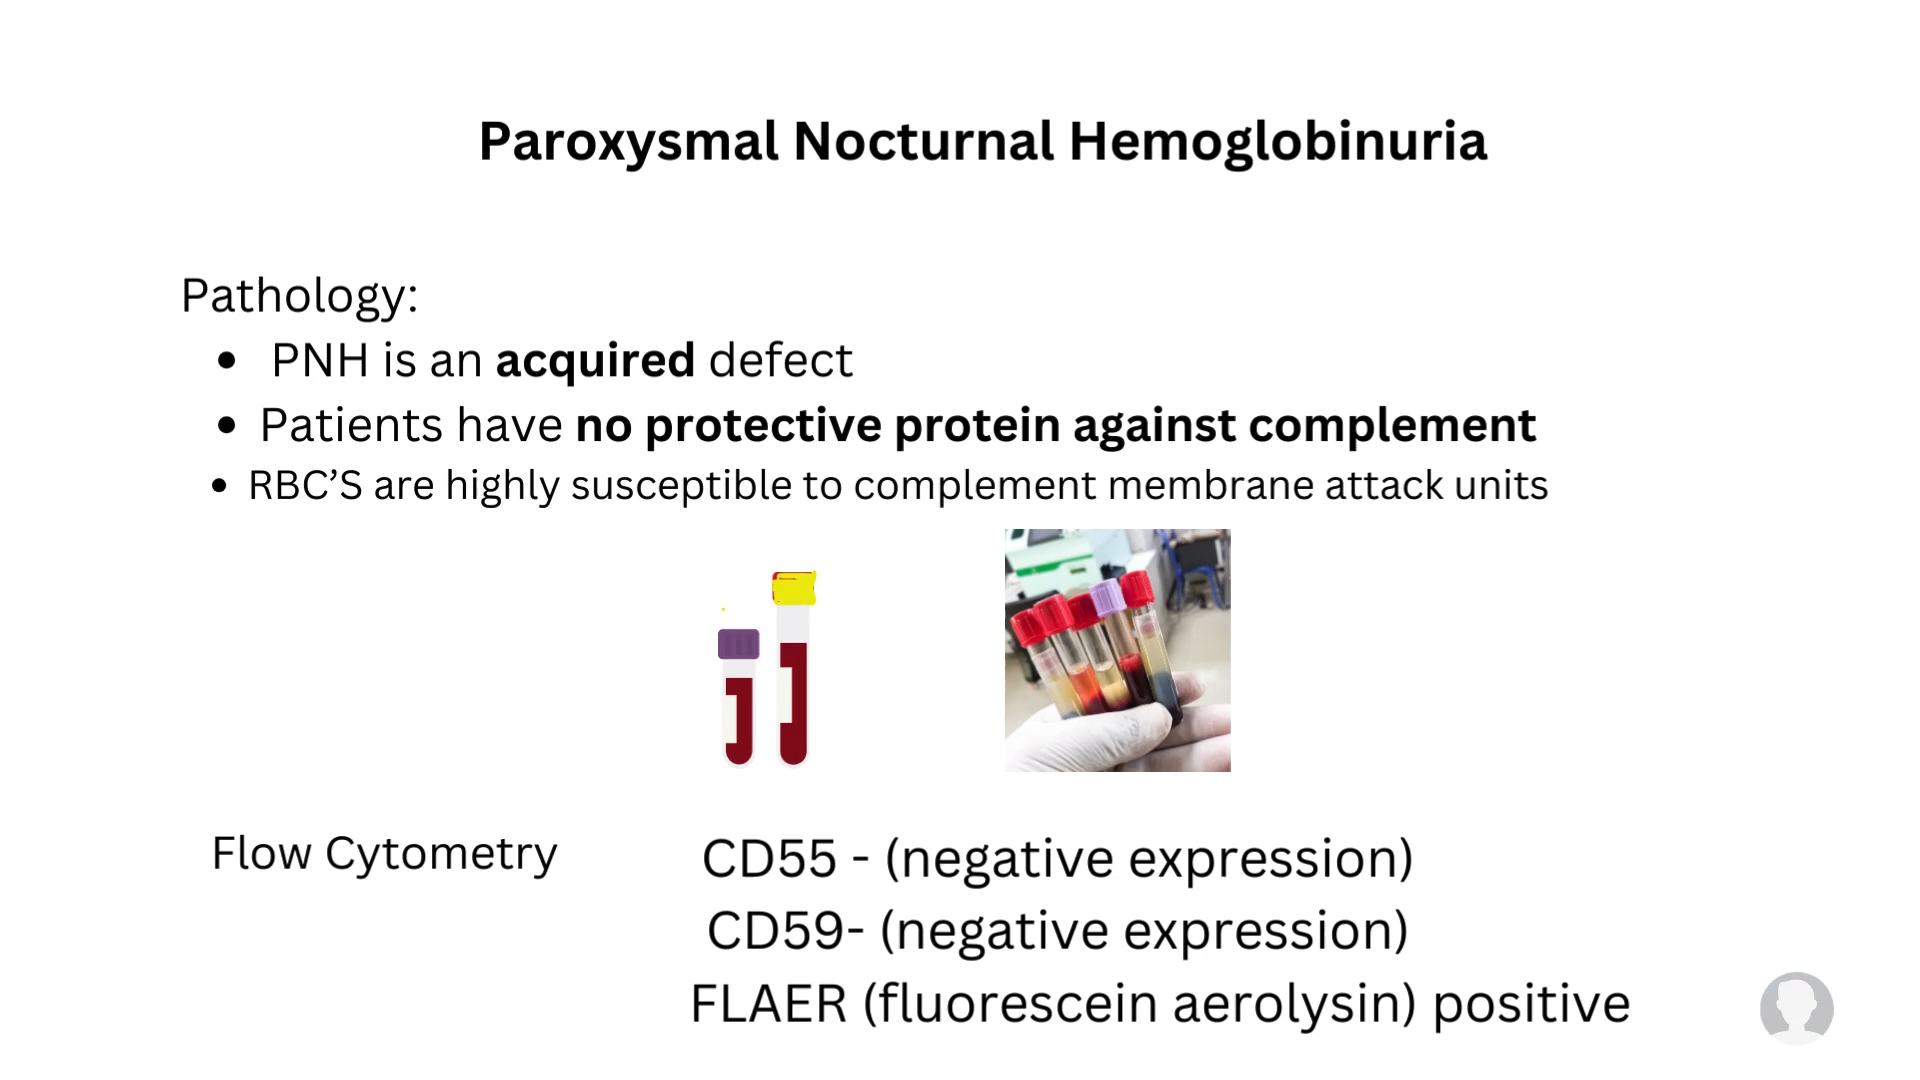 Paroxysmal Nocturnal Hemoglobinuria
Pathology:
• PNH is an acquired defect
• Patients have no protective protein against complement
• RBC’S are highly susceptible to complement membrane attack units
Flow Cytometry
CD55 - (negative expression)
CD59- (negative expression)
FLAER (fluorescein aerolysin) positive